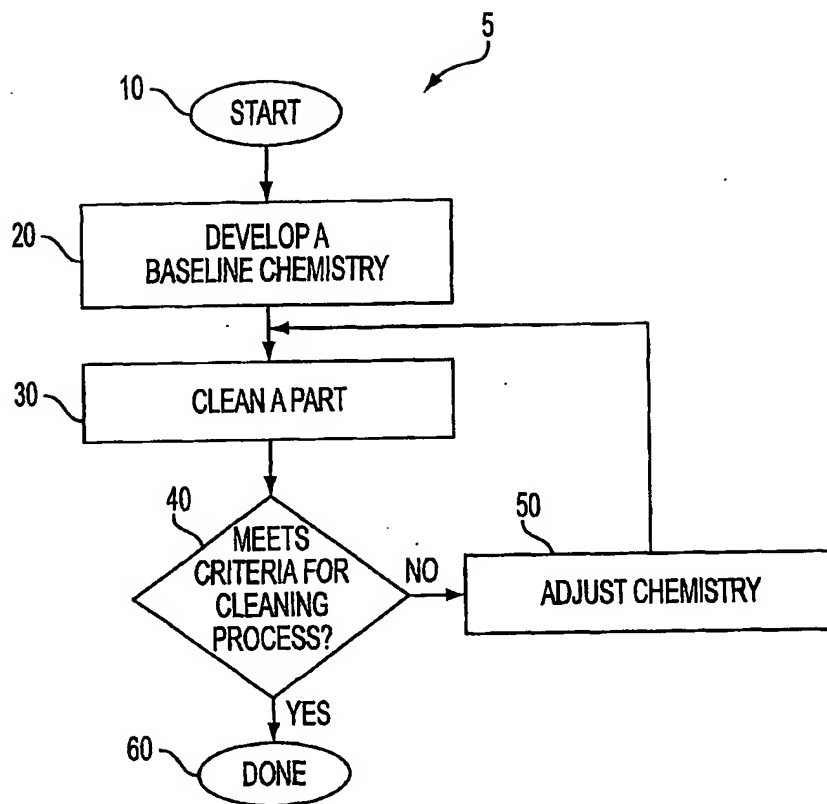 5
10
START
20
DEVELOP A
BASELINE CHEMISTRY
30
CLEAN A PART
40
MEETS
CRITERIA FOR
CLEANING
PROCESS?
NO
50
ADJUST CHEMISTRY
YES
60
DONE